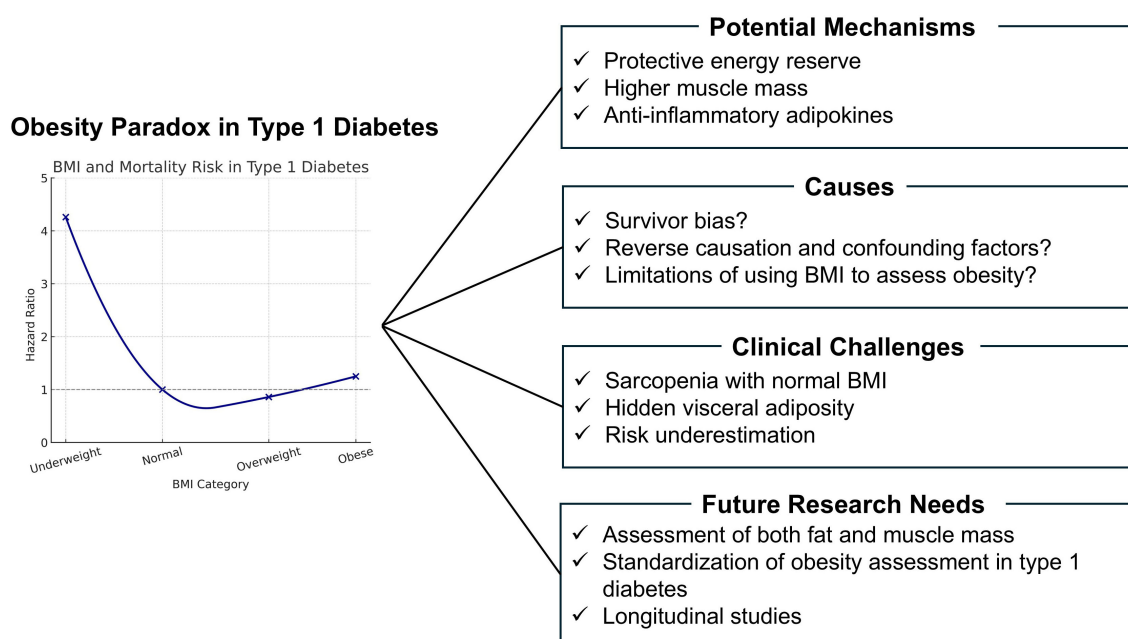 Obesity Paradox in Type 1 Diabetes
BMI and Mortality Risk in Type 1 Diabetes
5
4
3
2
1
0
Hazard Ratio
Underweight
Normal
Overweight
Obese
BMI Category
Potential Mechanisms
✓ Protective energy reserve
✓ Higher muscle mass
✓ Anti-inflammatory adipokines
Causes
✓ Survivor bias?
✓ Reverse causation and confounding factors?
✓ Limitations of using BMI to assess obesity?
Clinical Challenges
✓ Sarcopenia with normal BMI
✓ Hidden visceral adiposity
✓ Risk underestimation
Future Research Needs
✓ Assessment of both fat and muscle mass
✓ Standardization of obesity assessment in type 1
diabetes
✓ Longitudinal studies